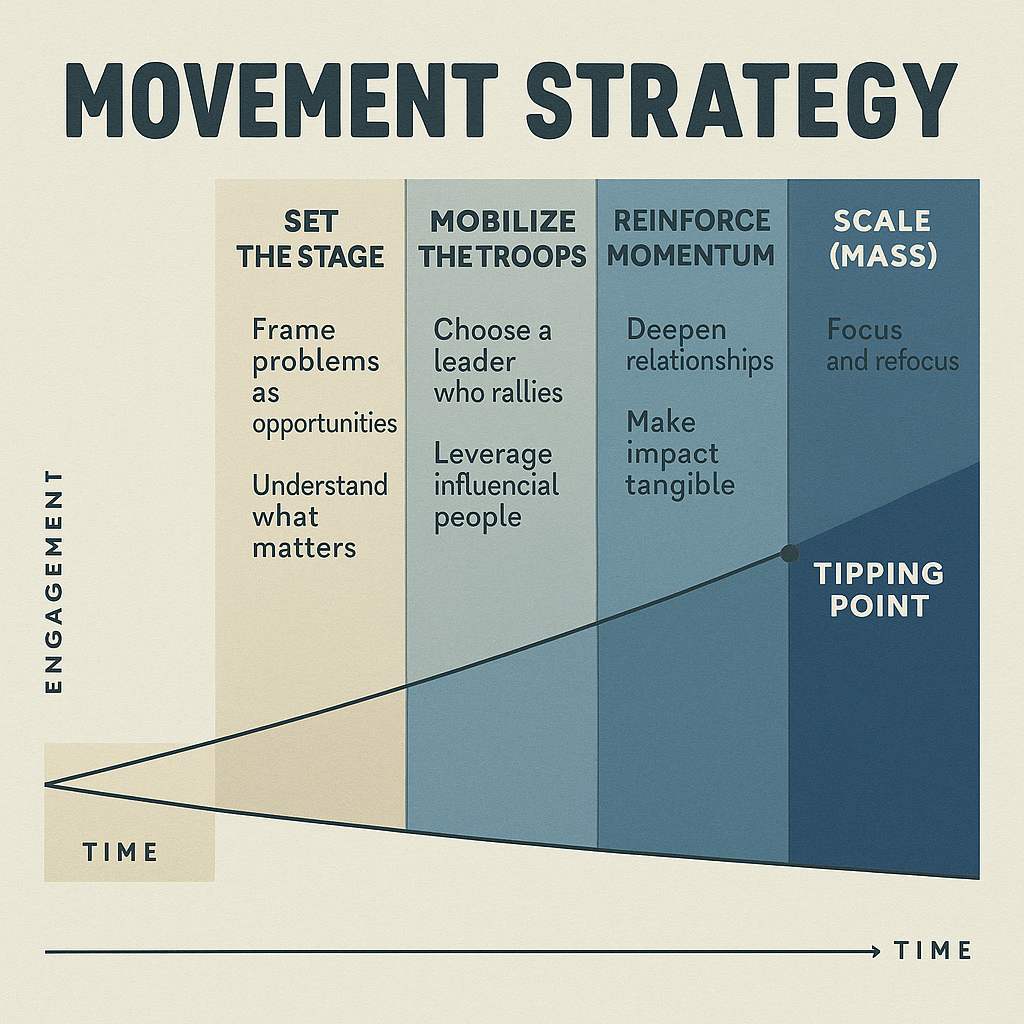 MOVEMENT STRATEGY
SET
THE STAGE
Frame
problems
as
opportunities
Understand
what
matters
MOBILIZE
THE TROOPS
Choose a
leader
who rallies
Leverage
influencial
people
REINFORCE
MOMENTUM
Deepen
relationships
Make
impact
tangible
SCALE
(MASS)
Focus
and refocus
TIPPING
POINT
ENGAGEMENT
TIME
TIME